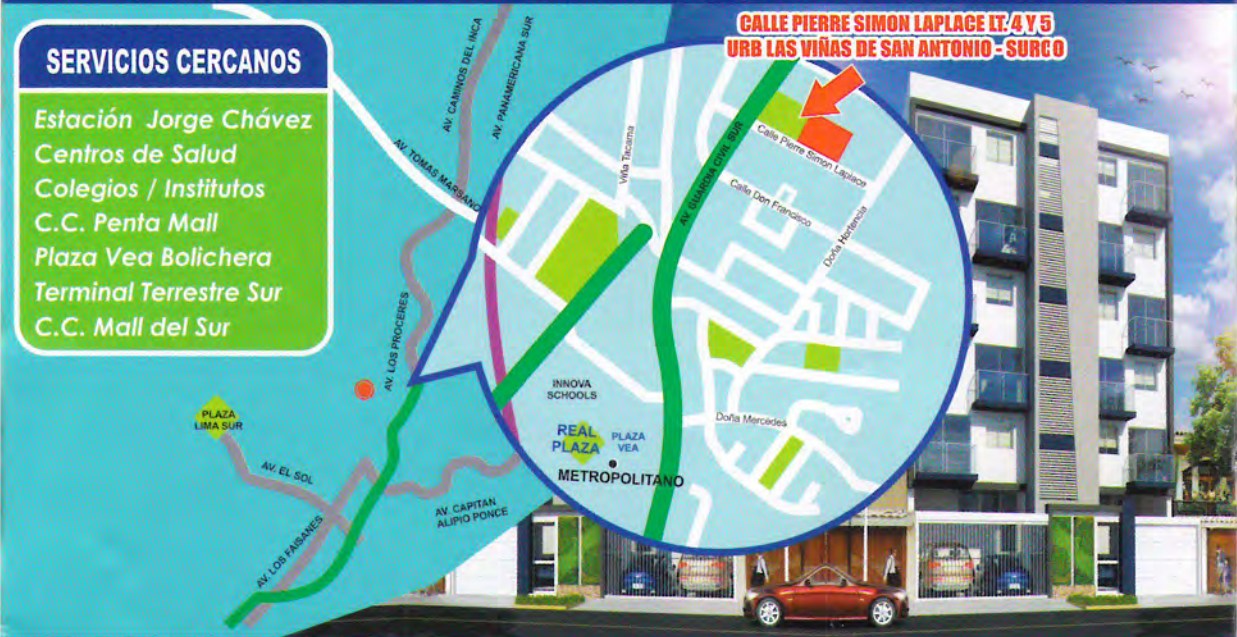 CALLE PIERRE SIMON LAPLACE LT. 4 Y 5
URB LAS VIÑAS DE SAN ANTONIO - SURCO
SERVICIOS CERCANOS
Estación Jorge Chávez
Centros de Salud
Colegios / Institutos
C.C. Penta Mall
Plaza Vea Bolichera
Terminal Terrestre Sur
C.C. Mall del Sur
AV. CAMINOS DEL INCA
AV. PANAMERICANA SUR
AV. TOMAS MARSANO
AV. LOS PROCERES
PLAZA
LIMA SUR
AV. EL SOL
AV. LOS FAISANES
AV. CAPITAN
ALIPIO PONCE
Viña Tacama
AV. GUARDIA CIVIL SUR
Calle Pierre Simon Laplace
Calle Don Francisco
Doña Hortencia
Doña Mercedes
INNOVA
SCHOOLS
REAL
PLAZA
PLAZA
VEA
METROPOLITANO